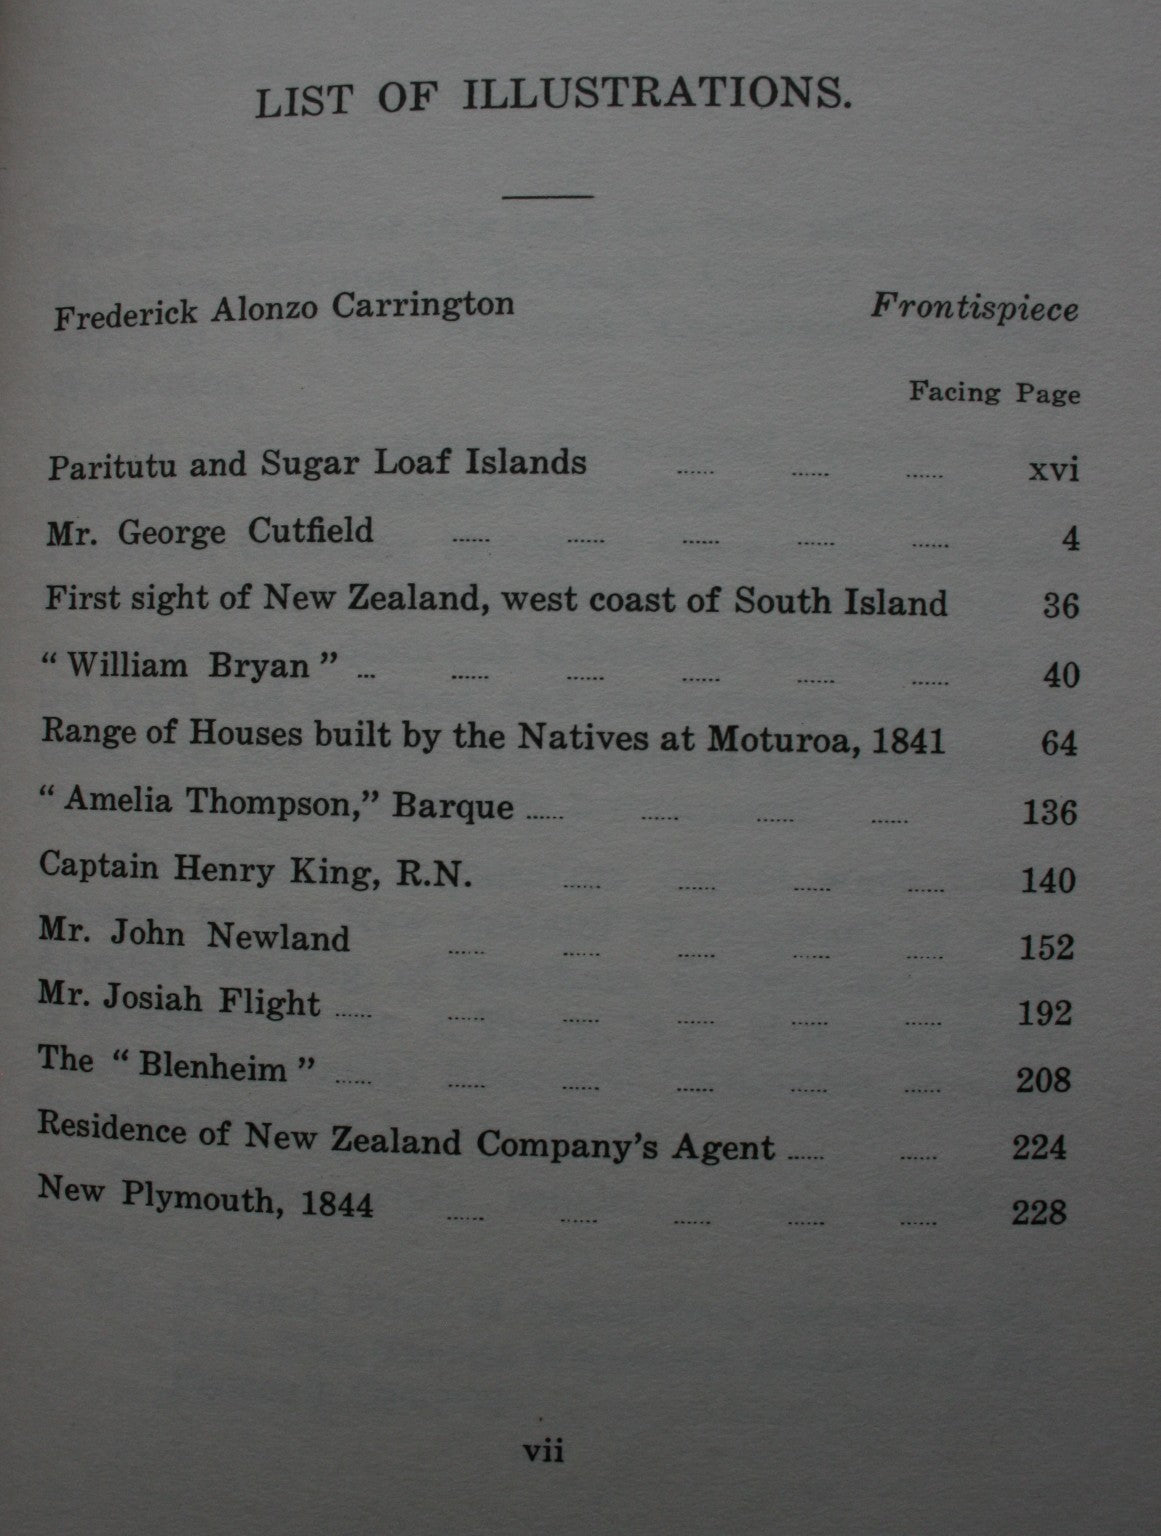 LIST OF ILLUSTRATIONS.
Frederick Alonzo Carrington Frontispiece
Facing Page
Paritutu and Sugar Loaf Islands ...... ...... ...... xvi
Mr. George Cutfield ...... ...... ...... ...... ...... 4
First sight of New Zealand, west coast of South Island 36
“ William Bryan ” ... ...... ...... ...... ...... ...... 40
Range of Houses built by the Natives at Moturoa, 1841 64
“ Amelia Thompson,” Barque ...... ...... ...... ...... 136
Captain Henry King, R.N. ...... ...... ...... ...... 140
Mr. John Newland ...... ...... ...... ...... ...... 152
Mr. Josiah Flight ...... ...... ...... ...... ...... ...... 192
The “ Blenheim ” ...... ...... ...... ...... ...... ...... 208
Residence of New Zealand Company’s Agent ...... ...... 224
New Plymouth, 1844 ...... ...... ...... ...... ...... 228
vii